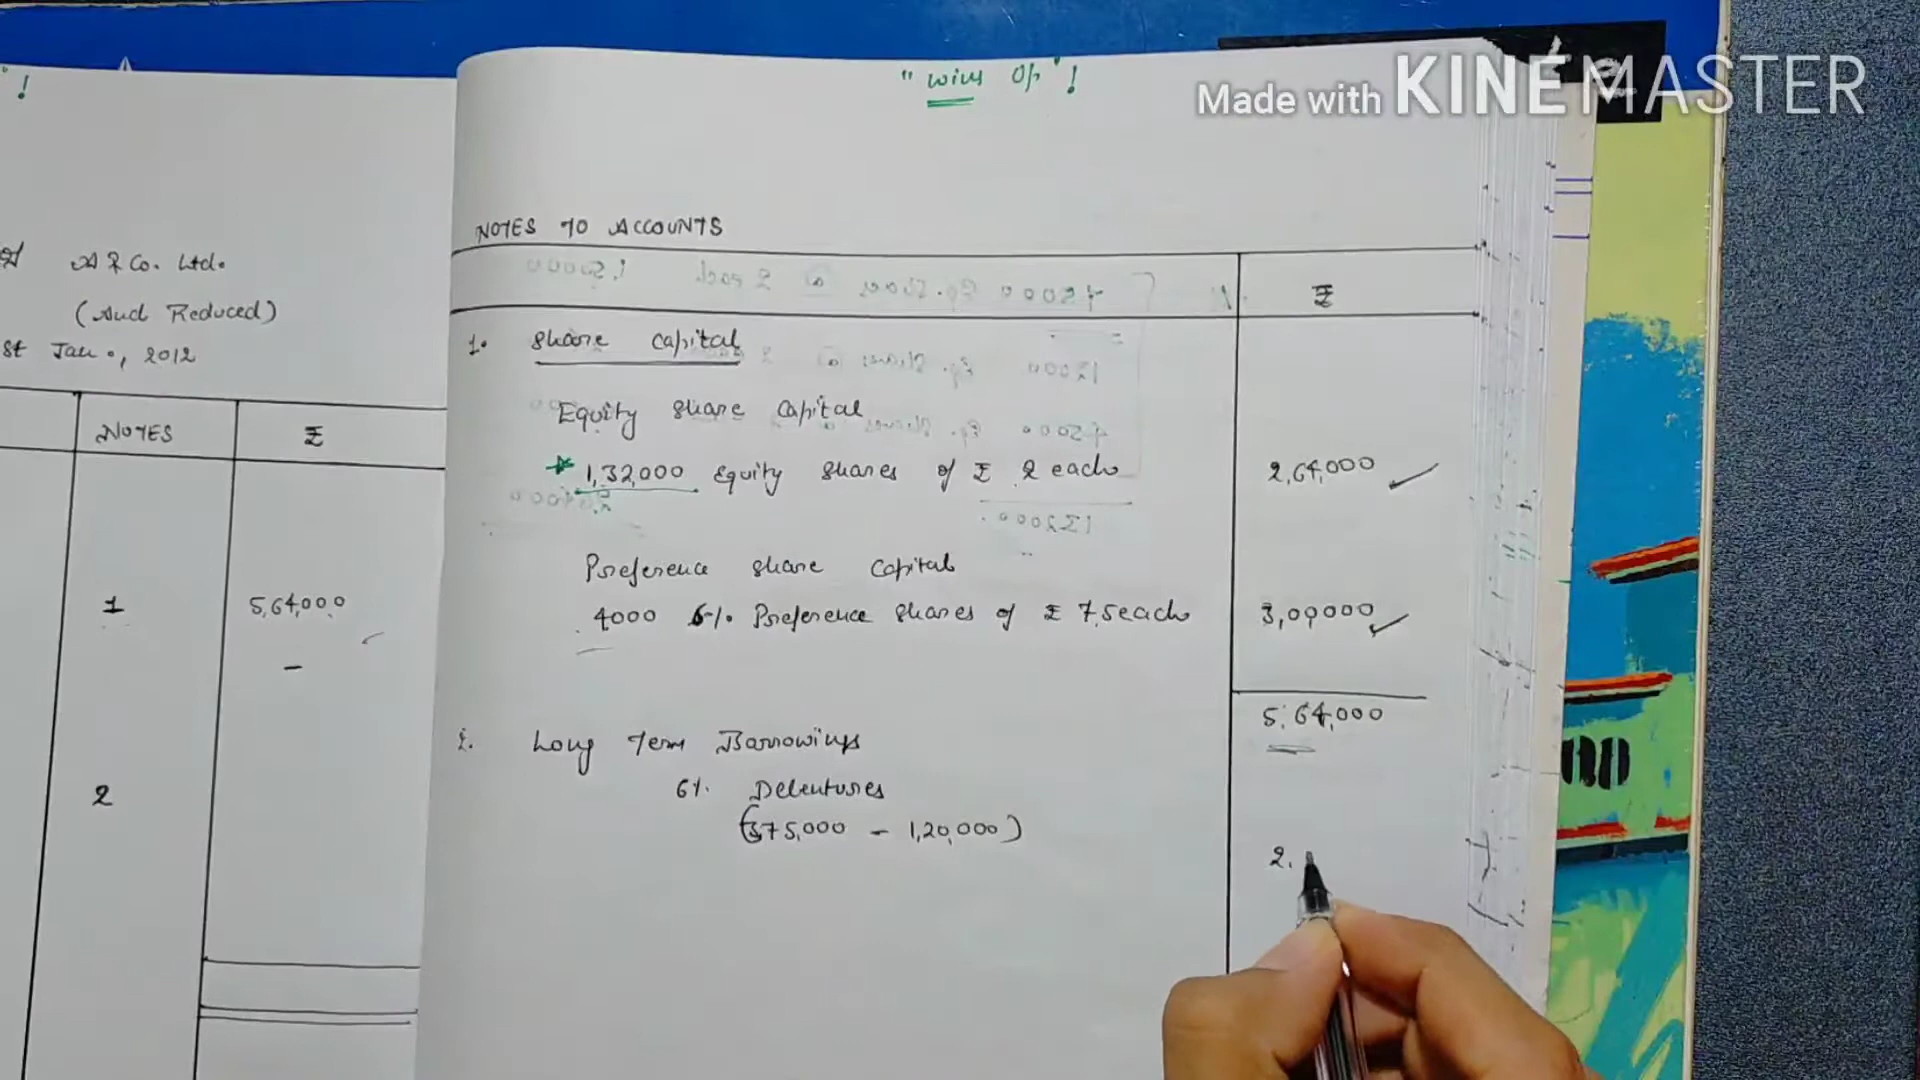 "Wins Op"!
Made with KINEMASTER
!
A & Co. Ltd.
(And Reduced)
st Jan., 2012
NOTES ₹
1 5,64,000
-
2
NOTES TO ACCOUNTS
₹
1. Share Capital
Equity Share Capital
1,32,000 Equity Shares of ₹ 2 each 2,64,000
Preference Share Capital
4000 6% Preference Shares of ₹ 75 each 3,00,000
5,64,000
2. Long Term Borrowings
6% Debentures
(375,000 - 1,20,000)
2.